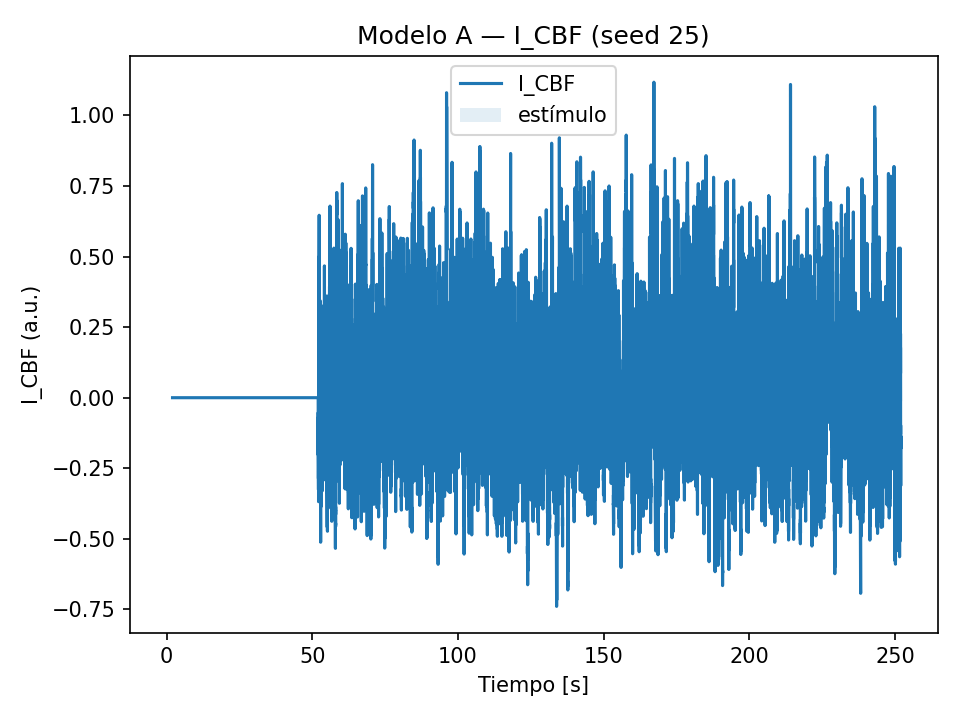 Modelo A — I_CBF (seed 25)
I_CBF
estímulo
I_CBF (a.u.)
1.00
0.75
0.50
0.25
0.00
−0.25
−0.50
−0.75
0 50 100 150 200 250
Tiempo [s]